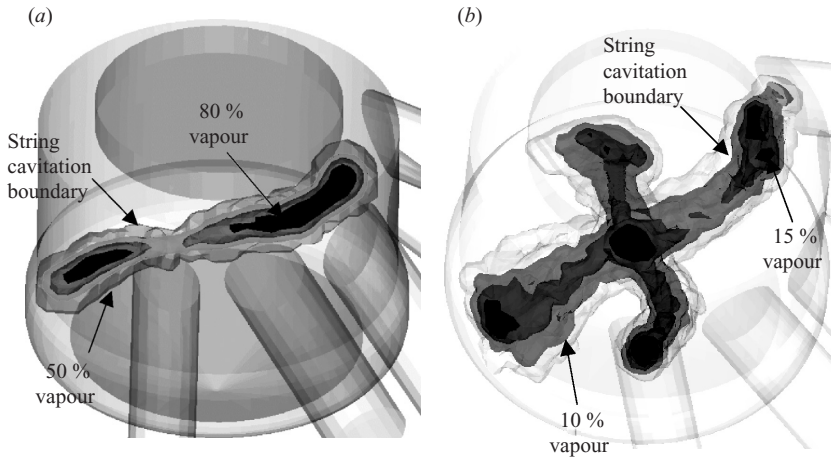 (a)
80 %
vapour
String
cavitation
boundary
50 %
vapour
(b)
String
cavitation
boundary
15 %
vapour
10 %
vapour